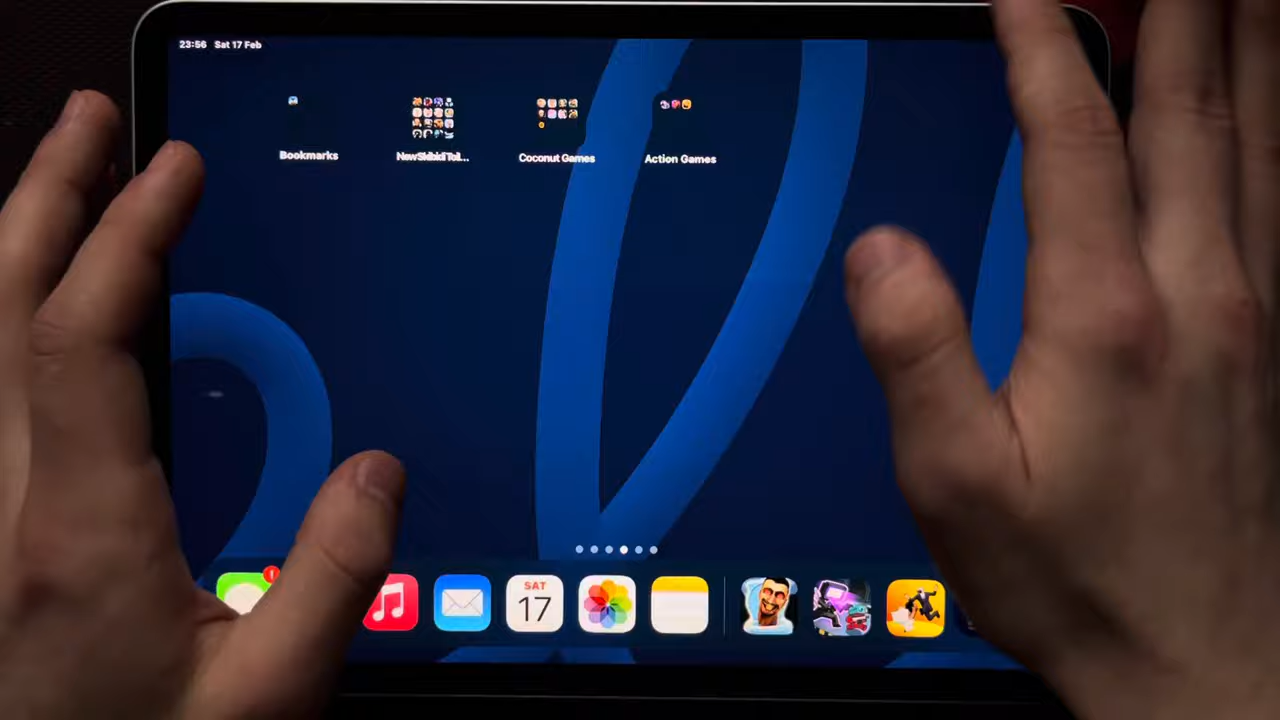 23:56 Sat 17 Feb
Bookmarks
Coconut Games
Action Games
SAT
17